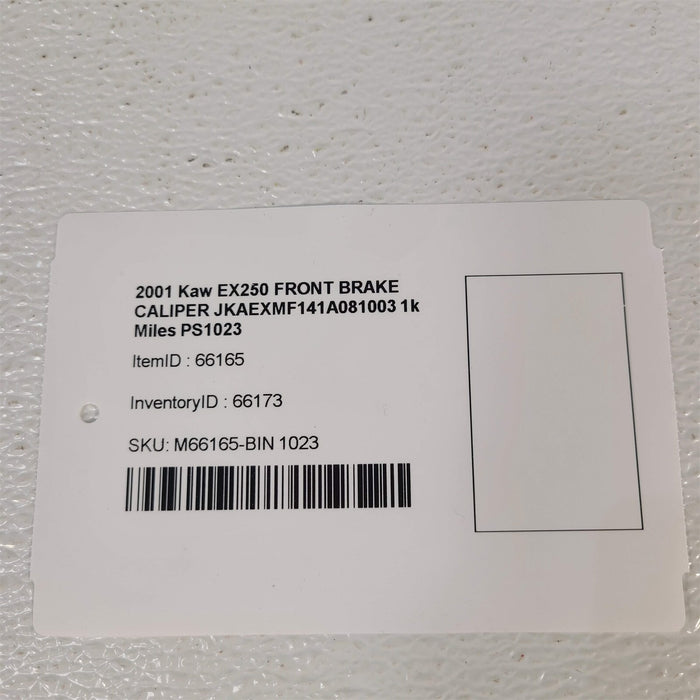 2001 Kaw EX250 FRONT BRAKE
CALIPER JKAEXMF141A081003 1k
Miles PS1023
ItemID : 66165
InventoryID : 66173
SKU: M66165-BIN 1023